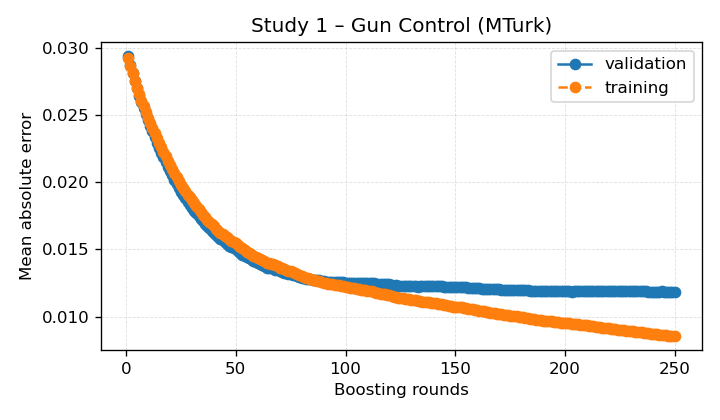 Study 1 – Gun Control (MTurk)
validation
training
Mean absolute error
0.030
0.025
0.020
0.015
0.010
0
50
100
150
200
250
Boosting rounds